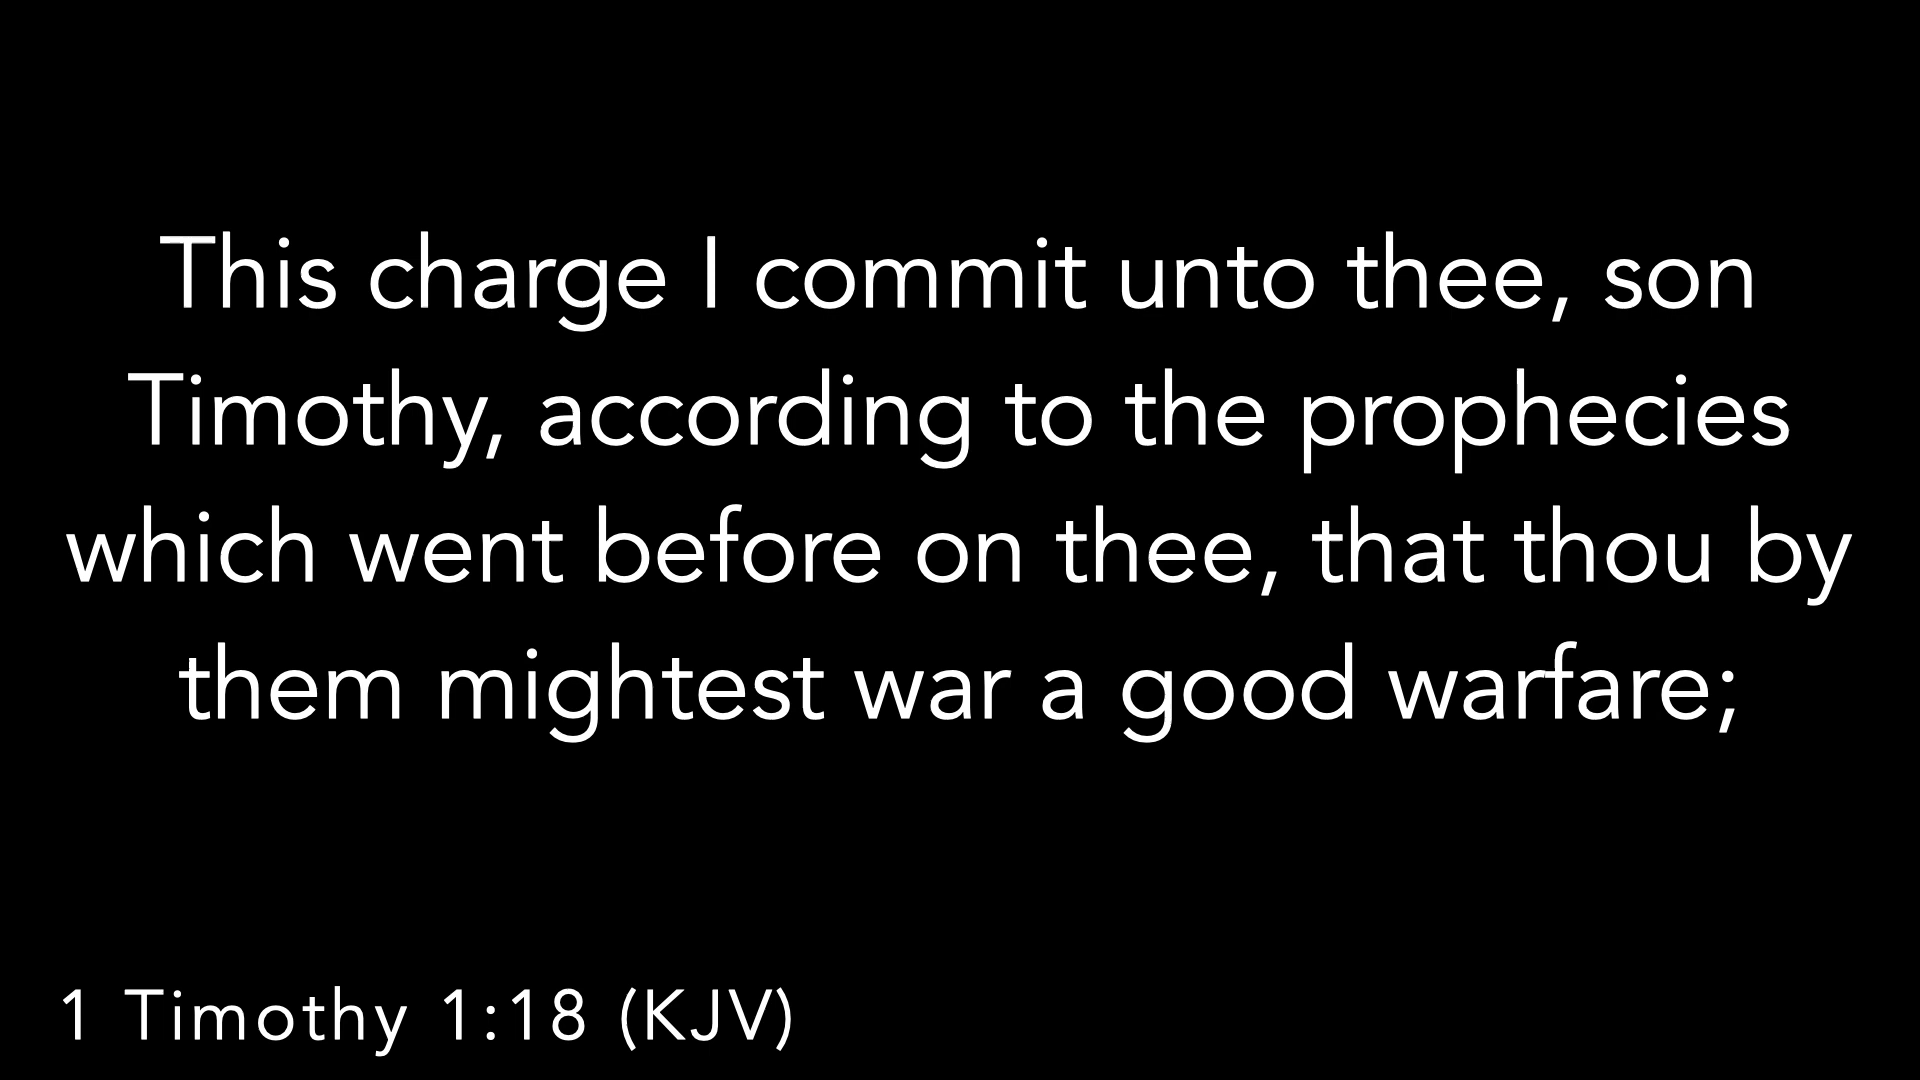 This charge I commit unto thee, son
Timothy, according to the prophecies
which went before on thee, that thou by
them mightest war a good warfare;
1 Timothy 1:18 (KJV)